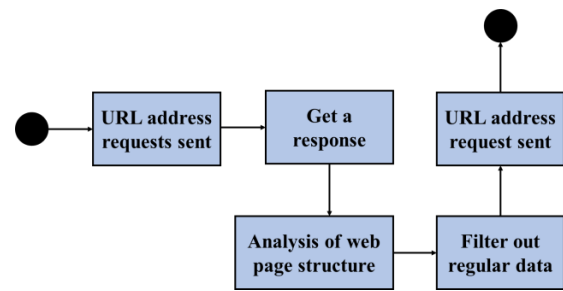 URL address
requests sent
Get a
response
Analysis of web
page structure
Filter out
regular data
URL address
request sent